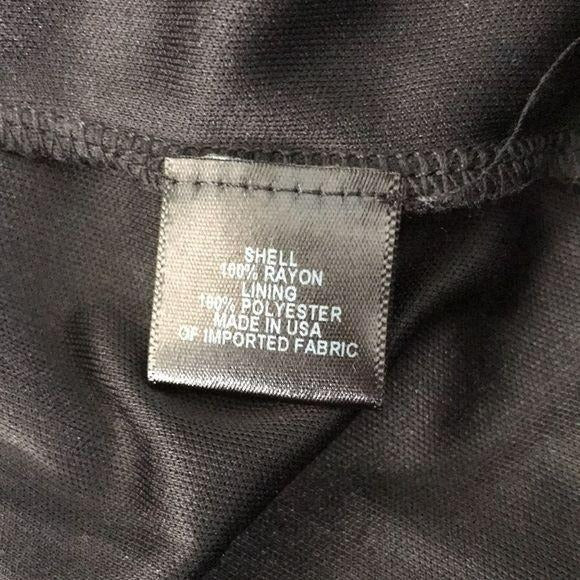 SHELL
100% RAYON
LINING
100% POLYESTER
MADE IN USA
OF IMPORTED FABRIC